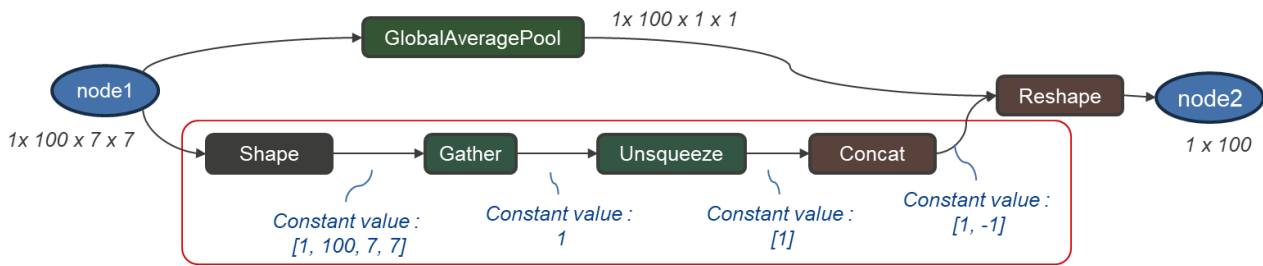 1x 100 x 1 x 1
GlobalAveragePool
node1
Reshape
node2
1x 100 x 7 x 7
1 x 100
Shape
Gather
Unsqueeze
Concat
Constant value :
[1, 100, 7, 7]
Constant value :
1
Constant value :
[1]
Constant value :
[1, -1]